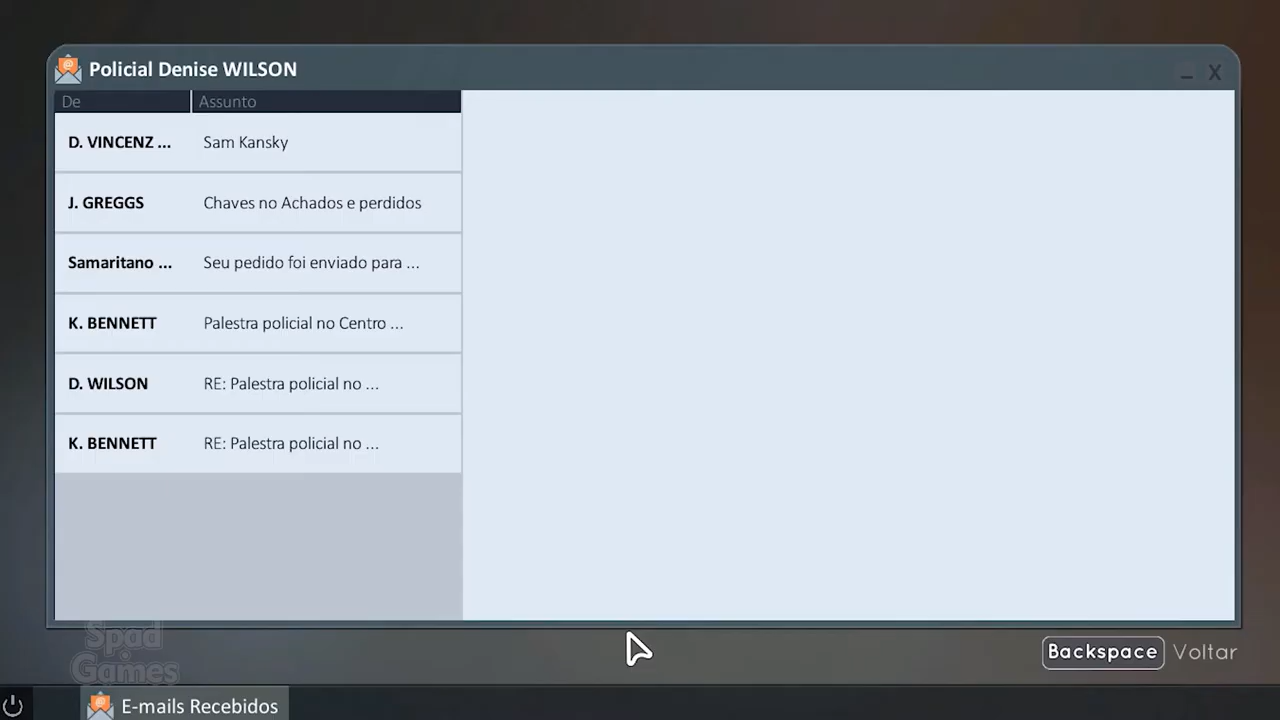 Policial Denise WILSON
_ X
De Assunto
D. VINCENZ ... Sam Kansky
J. GREGGS Chaves no Achados e perdidos
Samaritano ... Seu pedido foi enviado para ...
K. BENNETT Palestra policial no Centro ...
D. WILSON RE: Palestra policial no ...
K. BENNETT RE: Palestra policial no ...
Spad
Games
Backspace Voltar
E-mails Recebidos